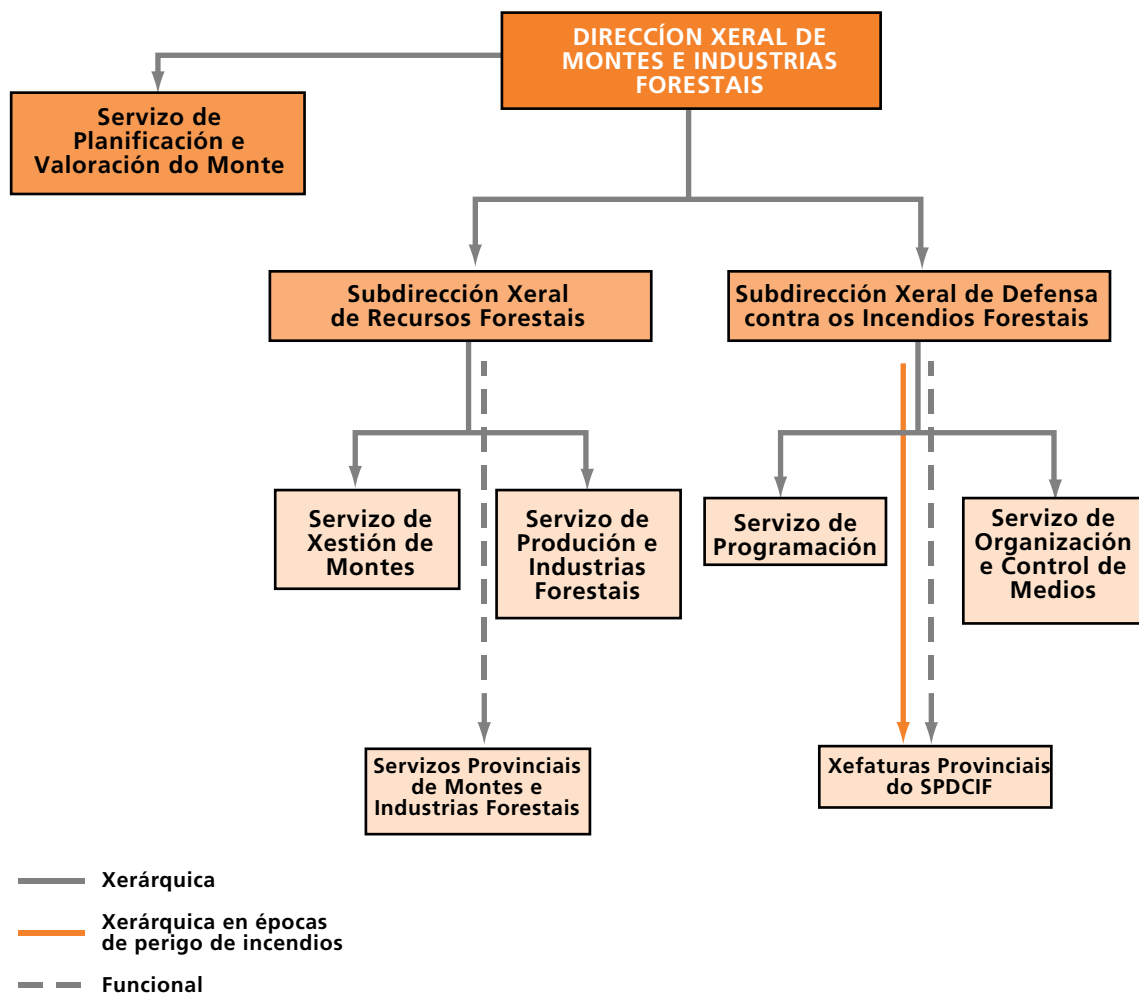 DIRECCÍON XERAL DE
MONTES E INDUSTRIAS
FORESTAIS
Servizo de
Planificación e
Valoración do Monte
Subdirección Xeral
de Recursos Forestais
Subdirección Xeral de Defensa
contra os Incendios Forestais
Servizo de
Xestión de
Montes
Servizo de
Produción e
Industrias
Forestais
Servizo de
Programación
Servizo de
Organización
e Control de
Medios
Servizos Provinciais
de Montes e
Industrias Forestais
Xefaturas Provinciais
do SPDCIF
Xerárquica
Xerárquica en épocas
de perigo de incendios
Funcional